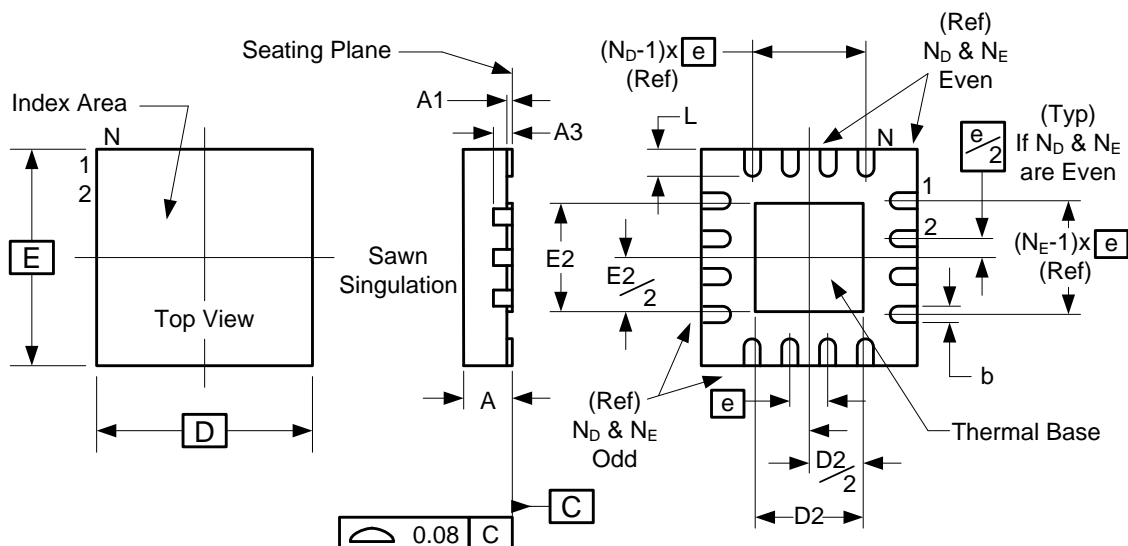 Seating Plane
(Ref)
N_D & N_E
Even
(N_D-1)x e
(Ref)
Index Area
A1
A3
L
N
(Typ)
If N_D & N_E
are Even
e/2
N
1
2
1
2
E
Top View
Sawn
Singulation
E2
E2/2
(N_E-1)x e
(Ref)
A
(Ref)
N_D & N_E
Odd
e
b
Thermal Base
D
D2/2
D2
C
0.08 C